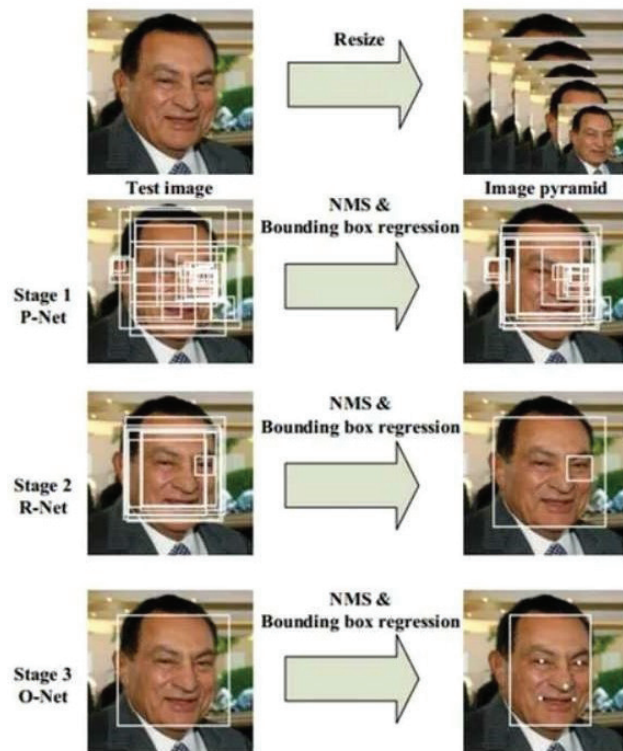 Resize
Test image
Image pyramid
NMS &
Bounding box regression
Stage 1
P-Net
NMS &
Bounding box regression
Stage 2
R-Net
NMS &
Bounding box regression
Stage 3
O-Net